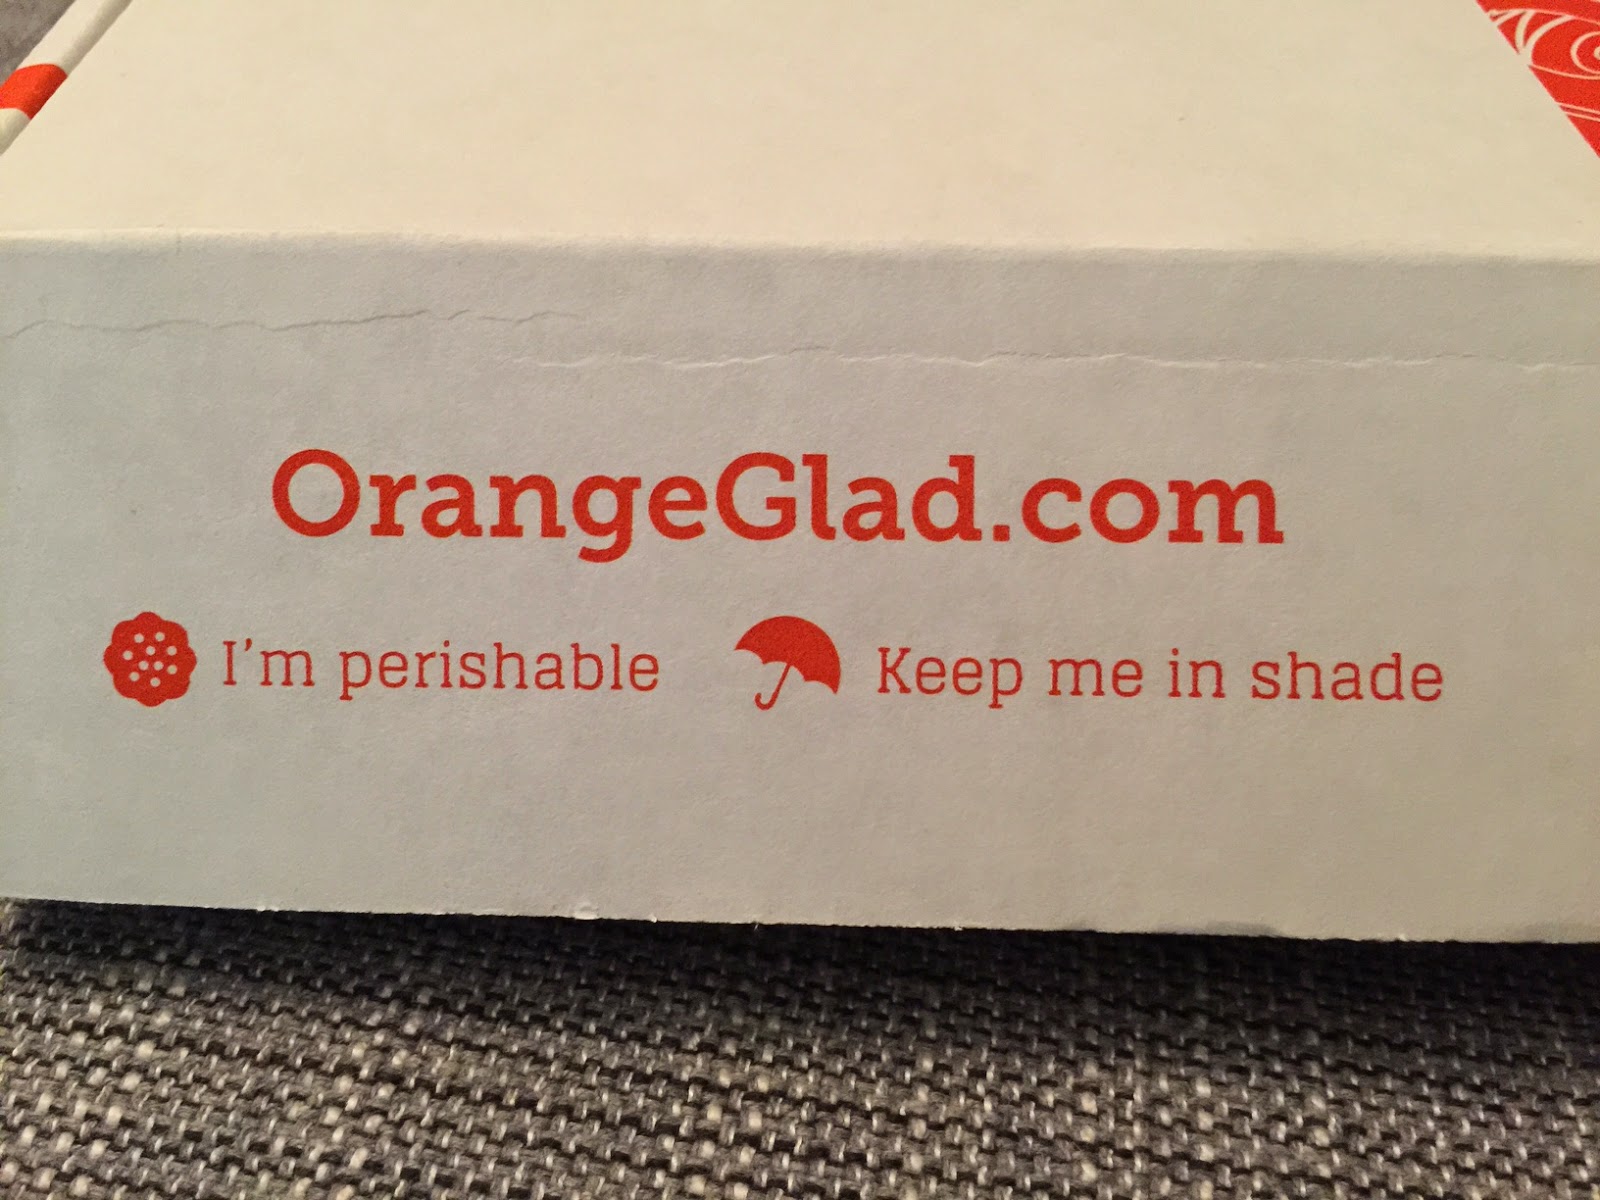 OrangeGlad.com
I'm perishable Keep me in shade